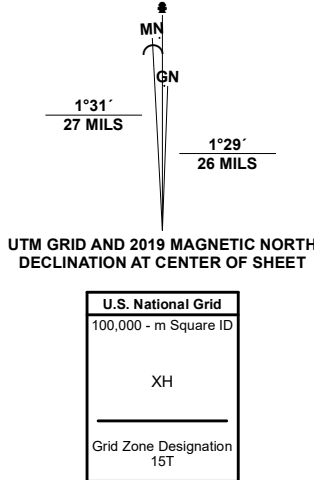 MN
GN
1°31´
27 MILS
1°29´
26 MILS
UTM GRID AND 2019 MAGNETIC NORTH
DECLINATION AT CENTER OF SHEET
U.S. National Grid
100,000 - m Square ID
XH
Grid Zone Designation
15T